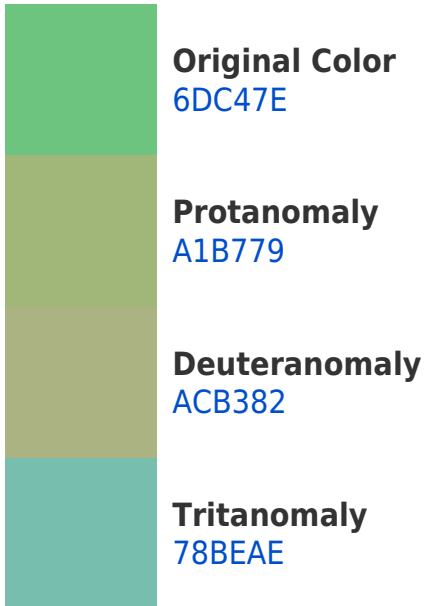 Original Color
6DC47E
Protanomaly
A1B779
Deuteranomaly
ACB382
Tritanomaly
78BEAE